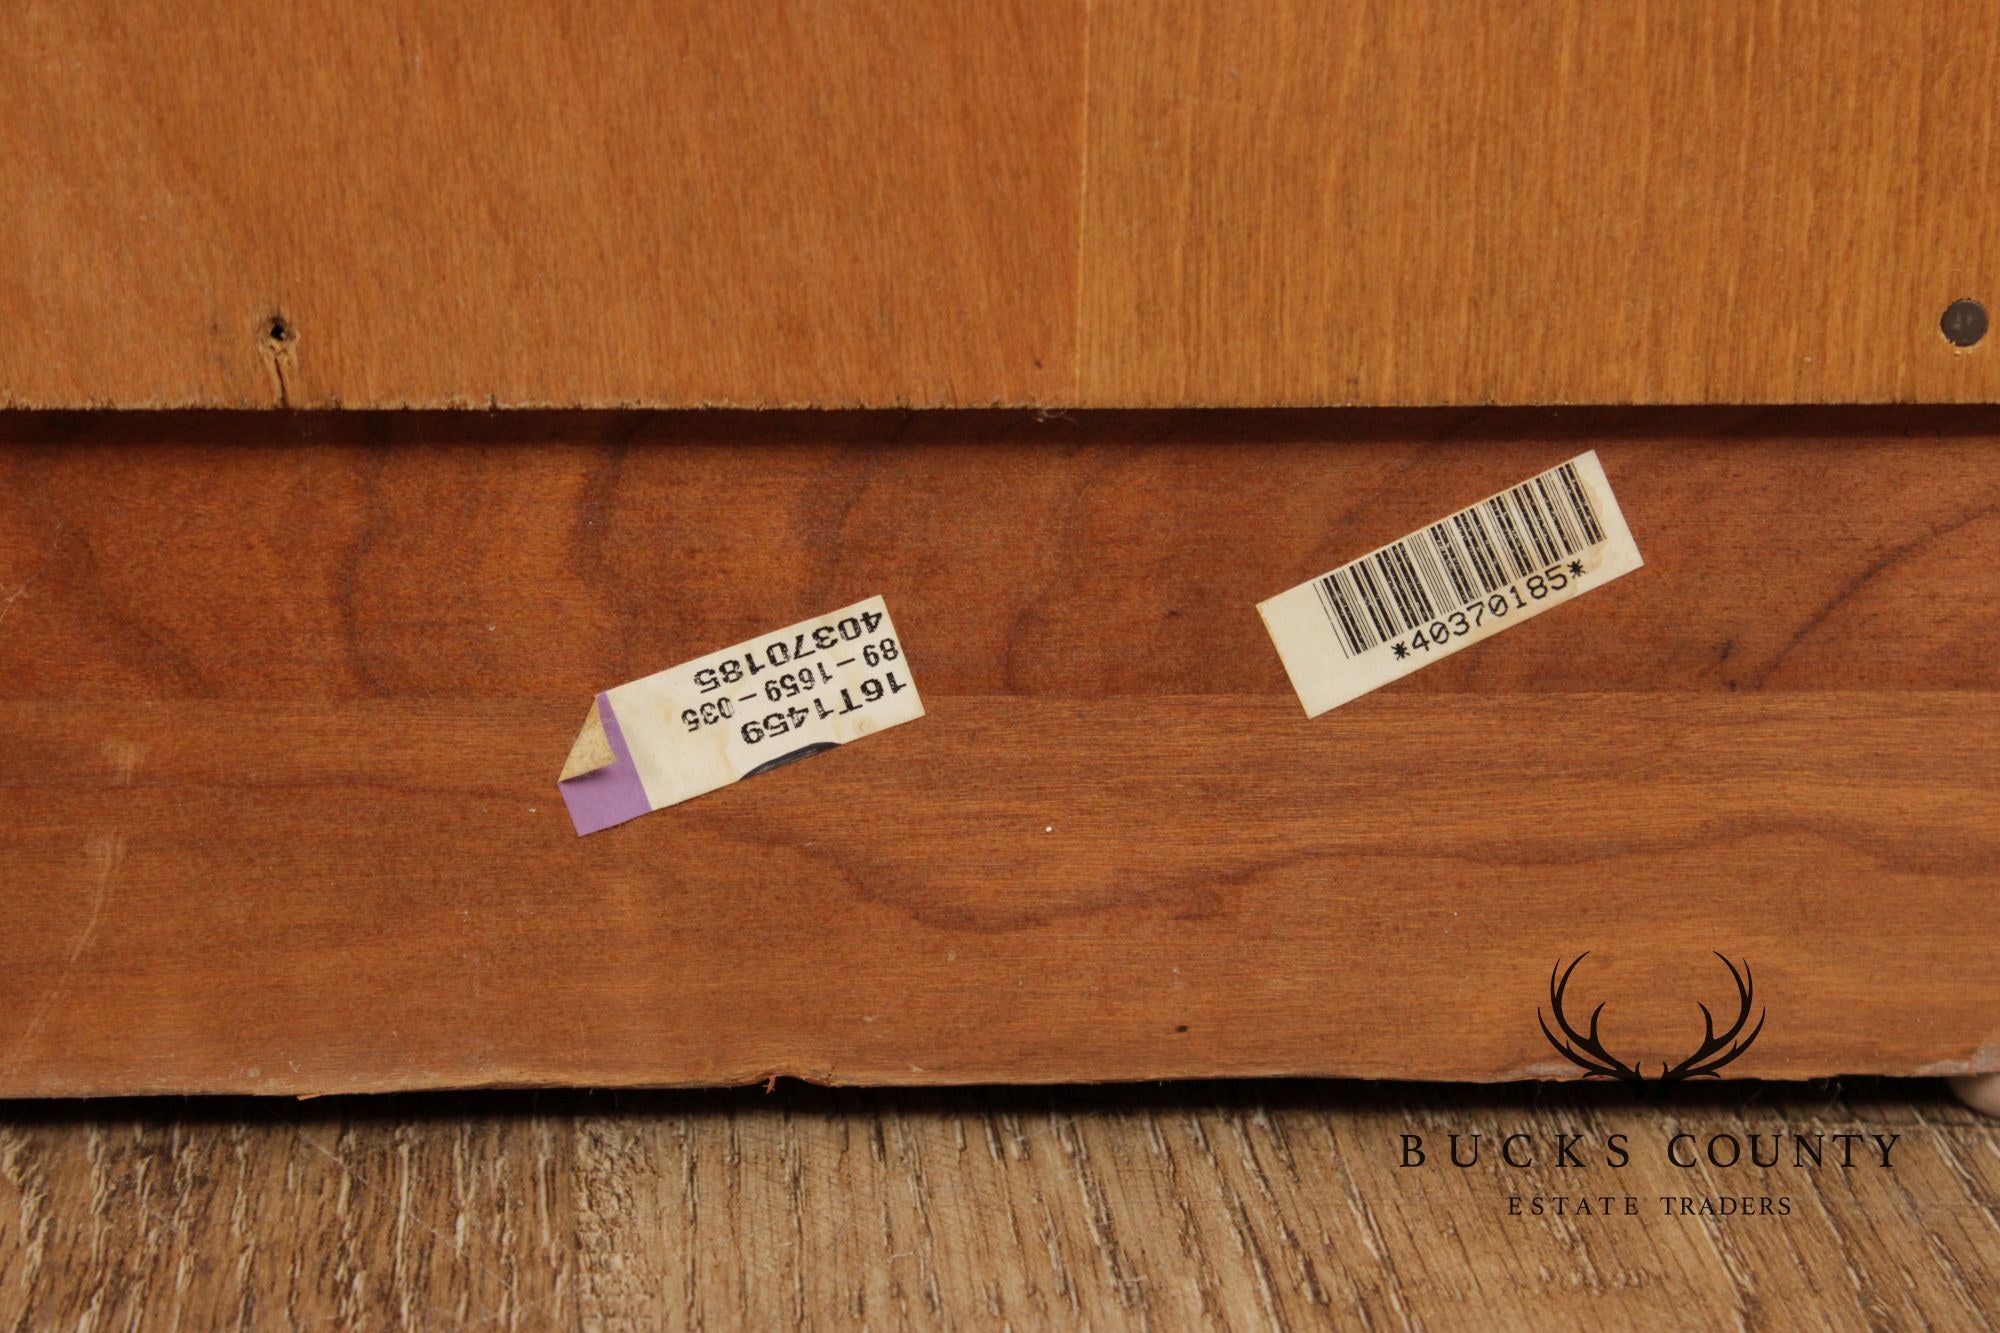 16T1459
89-1659-035
40370185
*40370185*
BUCKS COUNTY
ESTATE TRADERS